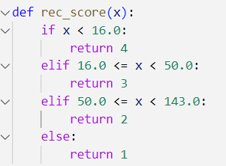 def rec_score(x):
    if x < 16.0:
        return 4
    elif 16.0 <= x < 50.0:
        return 3
    elif 50.0 <= x < 143.0:
        return 2
    else:
        return 1